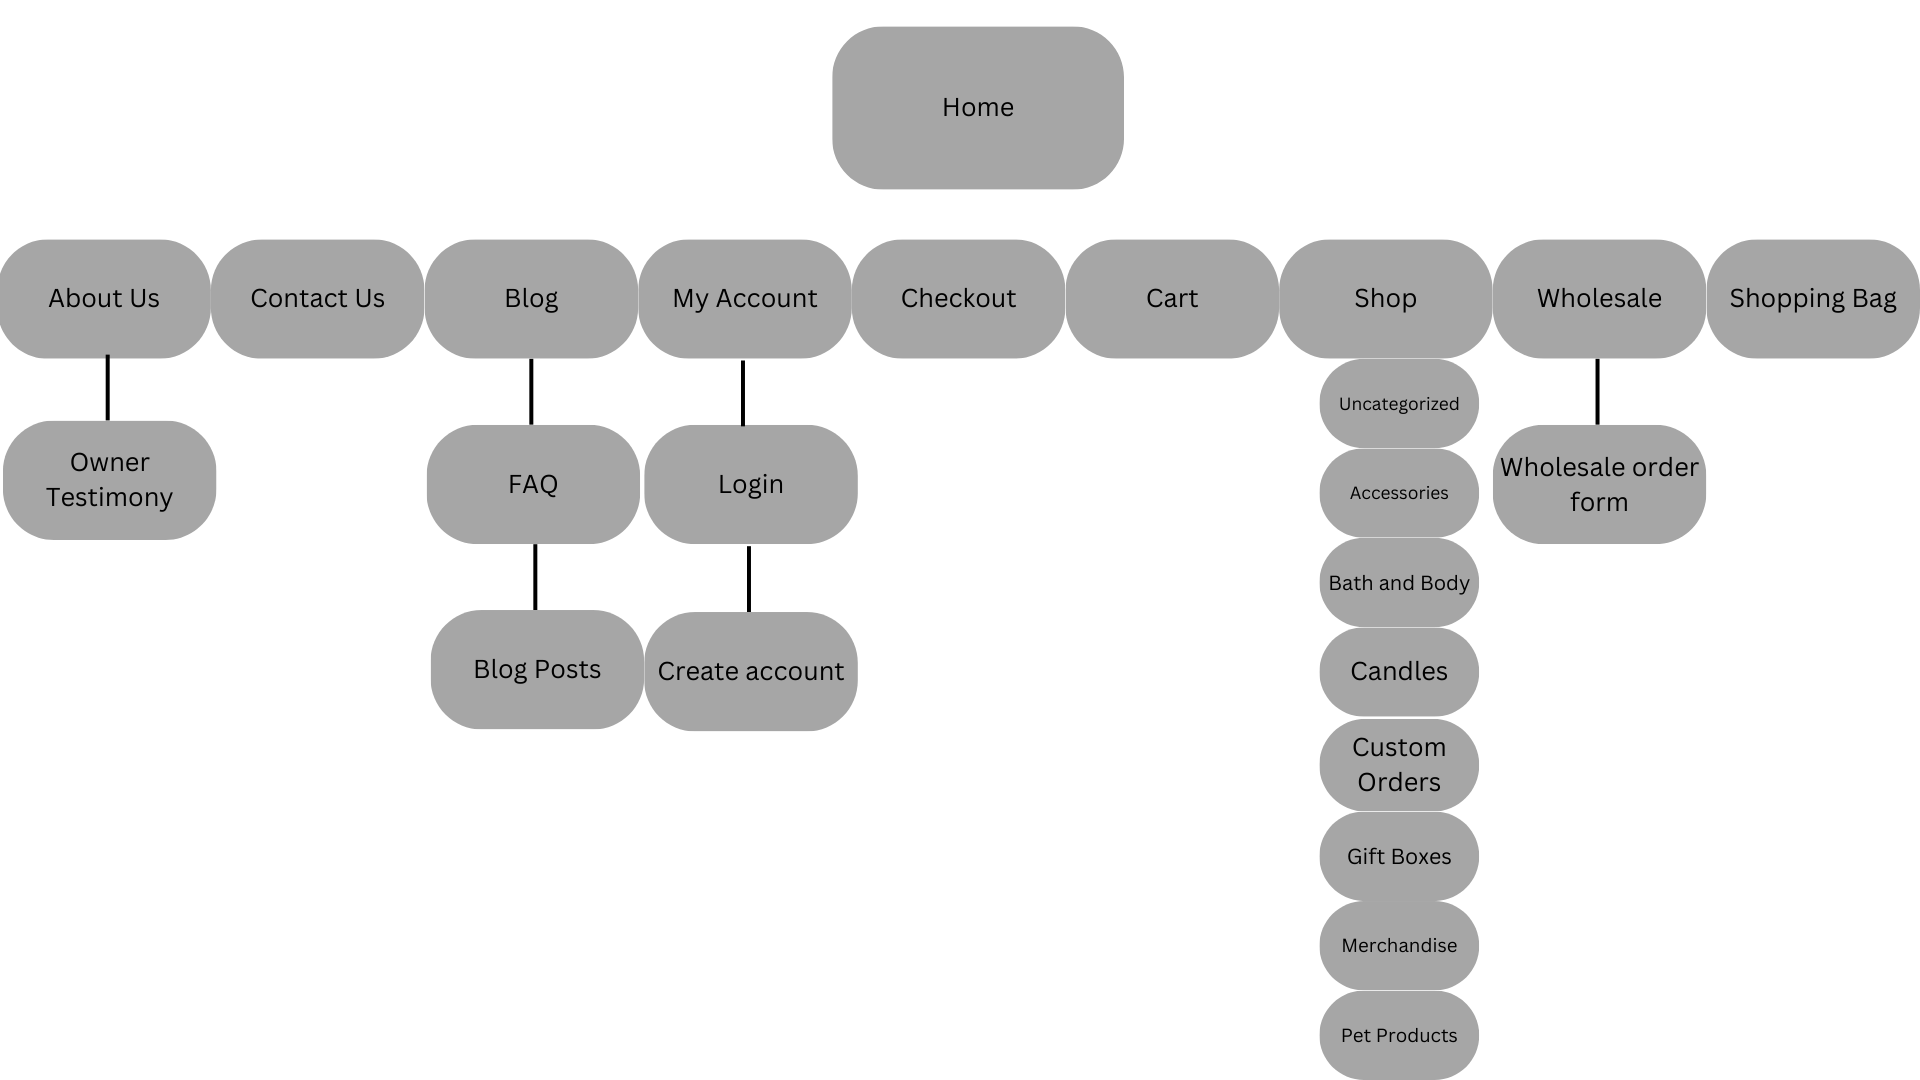 Home
About Us
Contact Us
Blog
My Account
Checkout
Cart
Shop
Wholesale
Shopping Bag
Owner
Testimony
FAQ
Blog Posts
Login
Create account
Uncategorized
Accessories
Bath and Body
Candles
Custom
Orders
Gift Boxes
Merchandise
Pet Products
Wholesale order
form